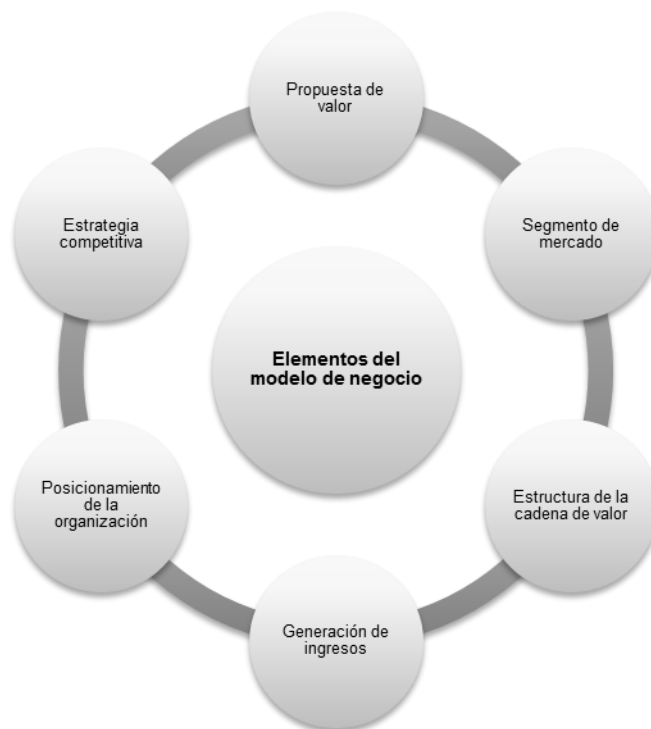 Propuesta de
valor
Segmento de
mercado
Estructura de la
cadena de valor
Generación de
ingresos
Posicionamiento
de la
organización
Estrategia
competitiva
Elementos del
modelo de negocio